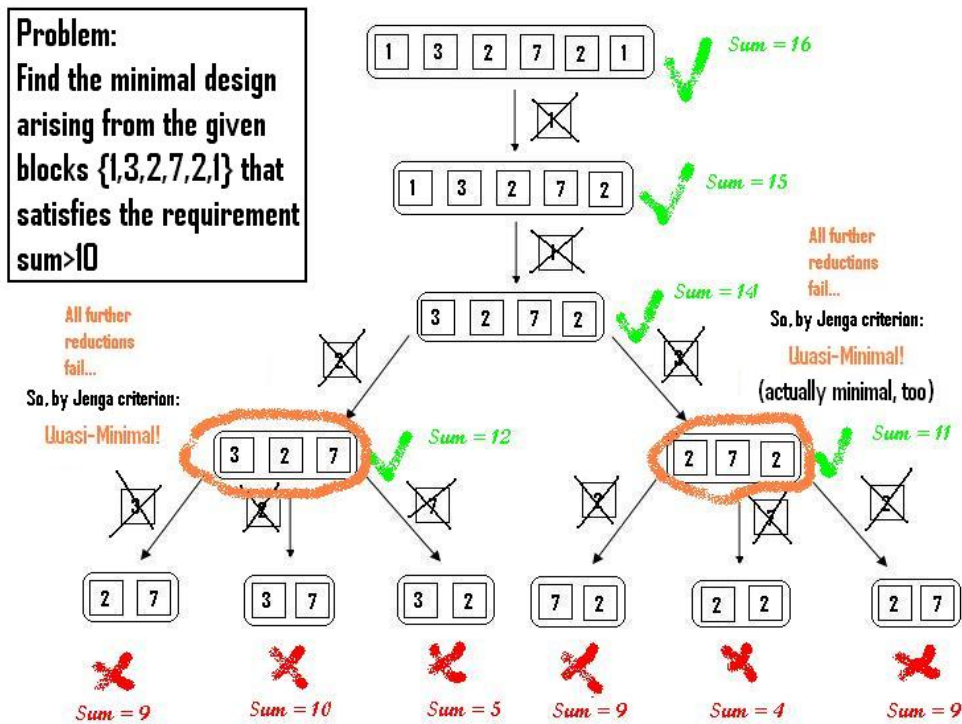 Problem:
Find the minimal design
arising from the given
blocks {1,3,2,7,2,1} that
satisfies the requirement
sum>10
1 3 2 7 2 1
Sum = 16
1
1 3 2 7 2
Sum = 15
1
3 2 7 2
Sum = 14
All further
reductions
fail...
So, by Jenga criterion:
Quasi-Minimal!
2
3
All further
reductions
fail...
So, by Jenga criterion:
Quasi-Minimal!
(actually minimal, too)
3 2 7
Sum = 12
2 7 2
Sum = 11
3
2
7
2
7
2
2 7
3 7
3 2
7 2
2 2
2 7
Sum = 9
Sum = 10
Sum = 5
Sum = 9
Sum = 4
Sum = 9